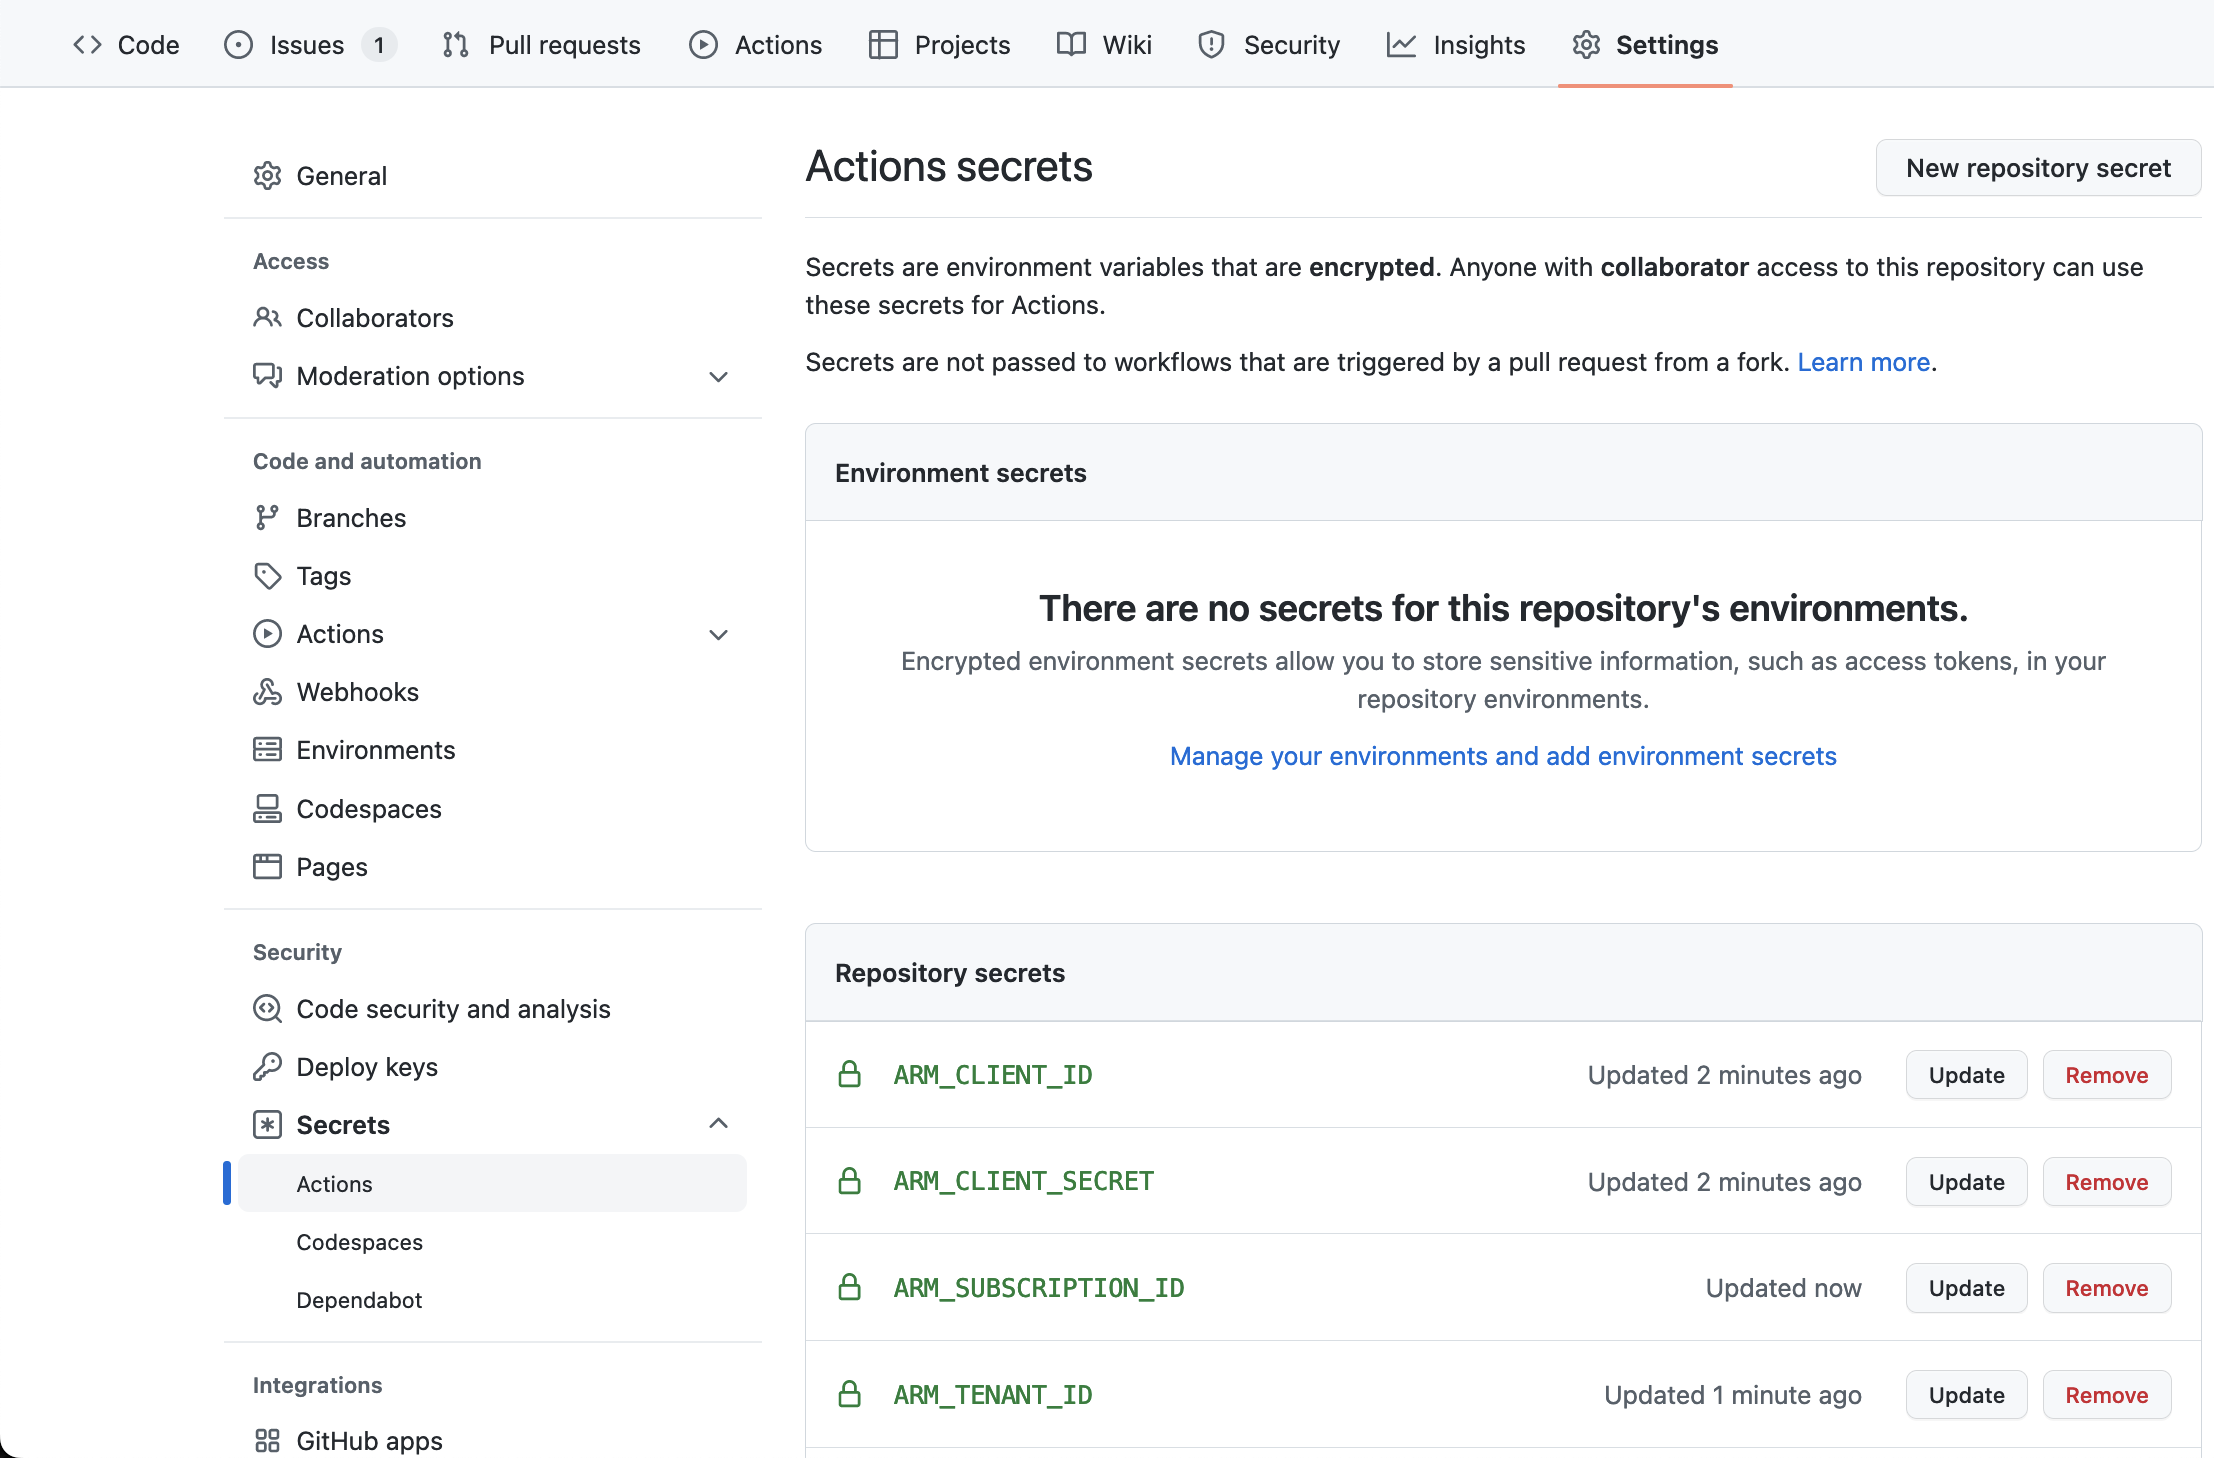 Code Issues 1 Pull requests Actions Projects Wiki Security Insights Settings
General
Access
Collaborators
Moderation options
Code and automation
Branches
Tags
Actions
Webhooks
Environments
Codespaces
Pages
Security
Code security and analysis
Deploy keys
Secrets
Actions
Codespaces
Dependabot
Integrations
GitHub apps
Actions secrets
New repository secret
Secrets are environment variables that are encrypted. Anyone with collaborator access to this repository can use
these secrets for Actions.
Secrets are not passed to workflows that are triggered by a pull request from a fork. Learn more.
Environment secrets
There are no secrets for this repository's environments.
Encrypted environment secrets allow you to store sensitive information, such as access tokens, in your
repository environments.
Manage your environments and add environment secrets
Repository secrets
ARM_CLIENT_ID Updated 2 minutes ago Update Remove
ARM_CLIENT_SECRET Updated 2 minutes ago Update Remove
ARM_SUBSCRIPTION_ID Updated now Update Remove
ARM_TENANT_ID Updated 1 minute ago Update Remove